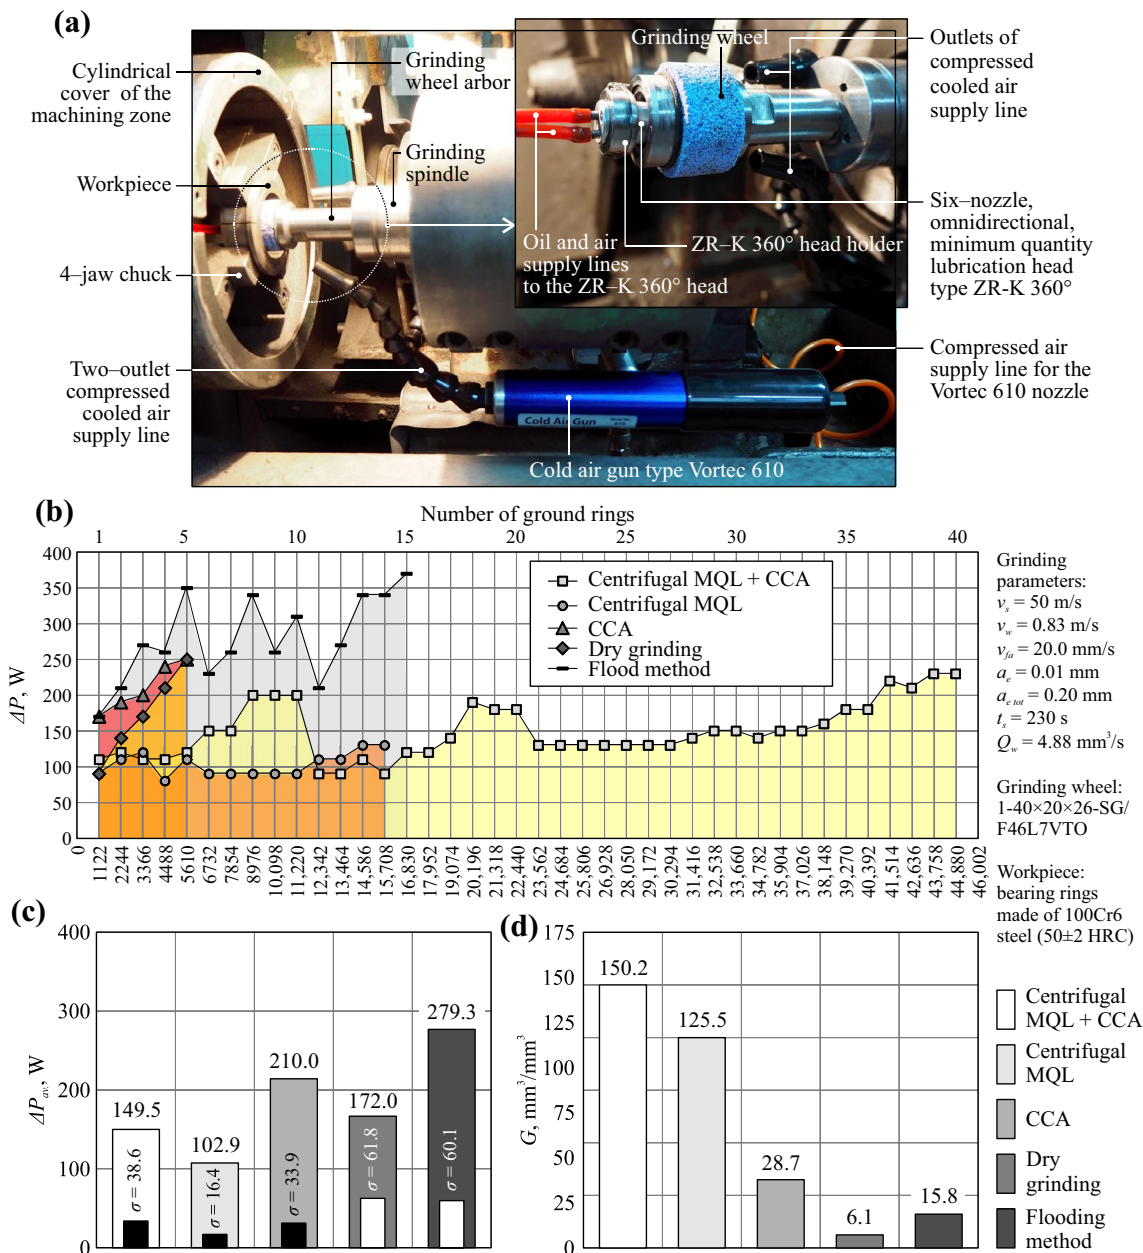 (a)
Cylindrical
cover of the
machining zone
Workpiece
4–jaw chuck
Two–outlet
compressed
cooled air
supply line
Grinding
wheel arbor
Grinding
spindle
Grinding wheel
Oil and air
supply lines
to the ZR–K 360° head
ZR–K 360° head holder
Cold Air Gun
610
Cold air gun type Vortec 610
Outlets of
compressed
cooled air
supply line
Six–nozzle,
omnidirectional,
minimum quantity
lubrication head
type ZR-K 360°
Compressed air
supply line for the
Vortec 610 nozzle
(b)
Number of ground rings
1 5 10 15 20 25 30 35 40
ΔP, W
400
350
300
250
200
150
100
50
0
Centrifugal MQL + CCA
Centrifugal MQL
CCA
Dry grinding
Flood method
0 1122 2244 3366 4488 5610 6732 7854 8976 10,098 11,220 12,342 13,464 14,586 15,708 16,830 17,952 19,074 20,196 21,318 22,440 23,562 24,684 25,806 26,928 28,050 29,172 30,294 31,416 32,538 33,660 34,782 35,904 37,026 38,148 39,270 40,392 41,514 42,636 43,758 44,880 46,002
Grinding
parameters:
vs = 50 m/s
vw = 0.83 m/s
vfa = 20.0 mm/s
ae = 0.01 mm
ae tot = 0.20 mm
ts = 230 s
Qw = 4.88 mm³/s
Grinding wheel:
1-40×20×26-SG/
F46L7VTO
Workpiece:
bearing rings
made of 100Cr6
steel (50±2 HRC)
(c)
ΔPav, W
400
300
200
100
0
149.5
σ = 38.6
102.9
σ = 16.4
210.0
σ = 33.9
172.0
σ = 61.8
279.3
σ = 60.1
(d)
G, mm³/mm³
175
150
125
100
75
50
25
0
150.2
125.5
28.7
6.1
15.8
Centrifugal
MQL + CCA
Centrifugal
MQL
CCA
Dry
grinding
Flooding
method